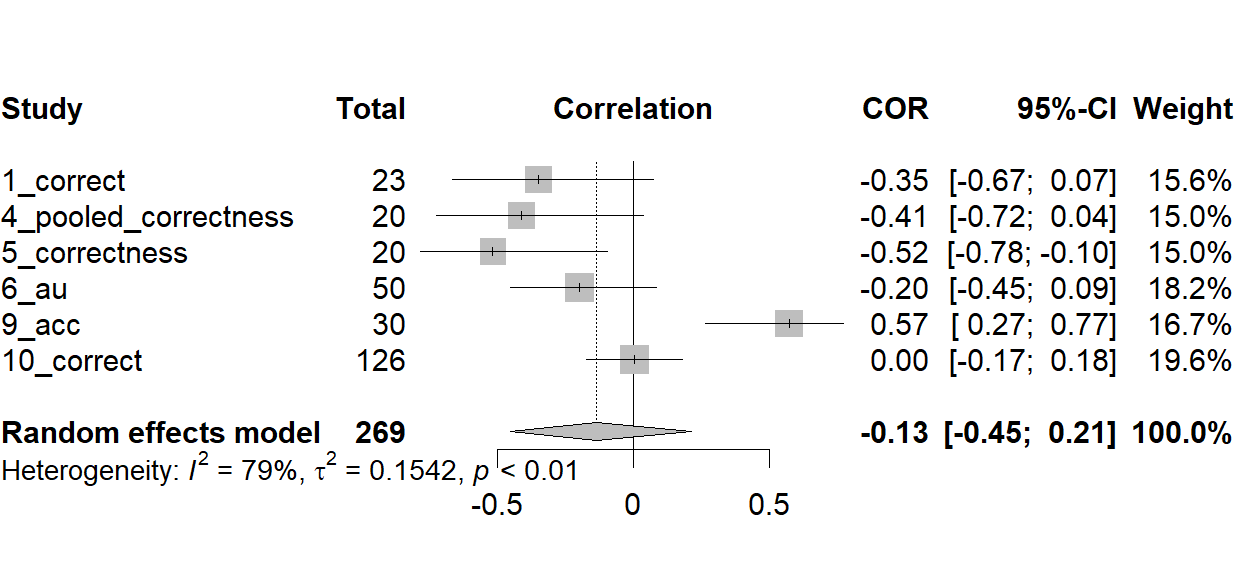 Study Total Correlation COR 95%-CI Weight
1_correct 23 -0.35 [-0.67; 0.07] 15.6%
4_pooled_correctness 20 -0.41 [-0.72; 0.04] 15.0%
5_correctness 20 -0.52 [-0.78; -0.10] 15.0%
6_au 50 -0.20 [-0.45; 0.09] 18.2%
9_acc 30 0.57 [ 0.27; 0.77] 16.7%
10_correct 126 0.00 [-0.17; 0.18] 19.6%
Random effects model 269 -0.13 [-0.45; 0.21] 100.0%
Heterogeneity: I² = 79%, τ² = 0.1542, p < 0.01
-0.5 0 0.5